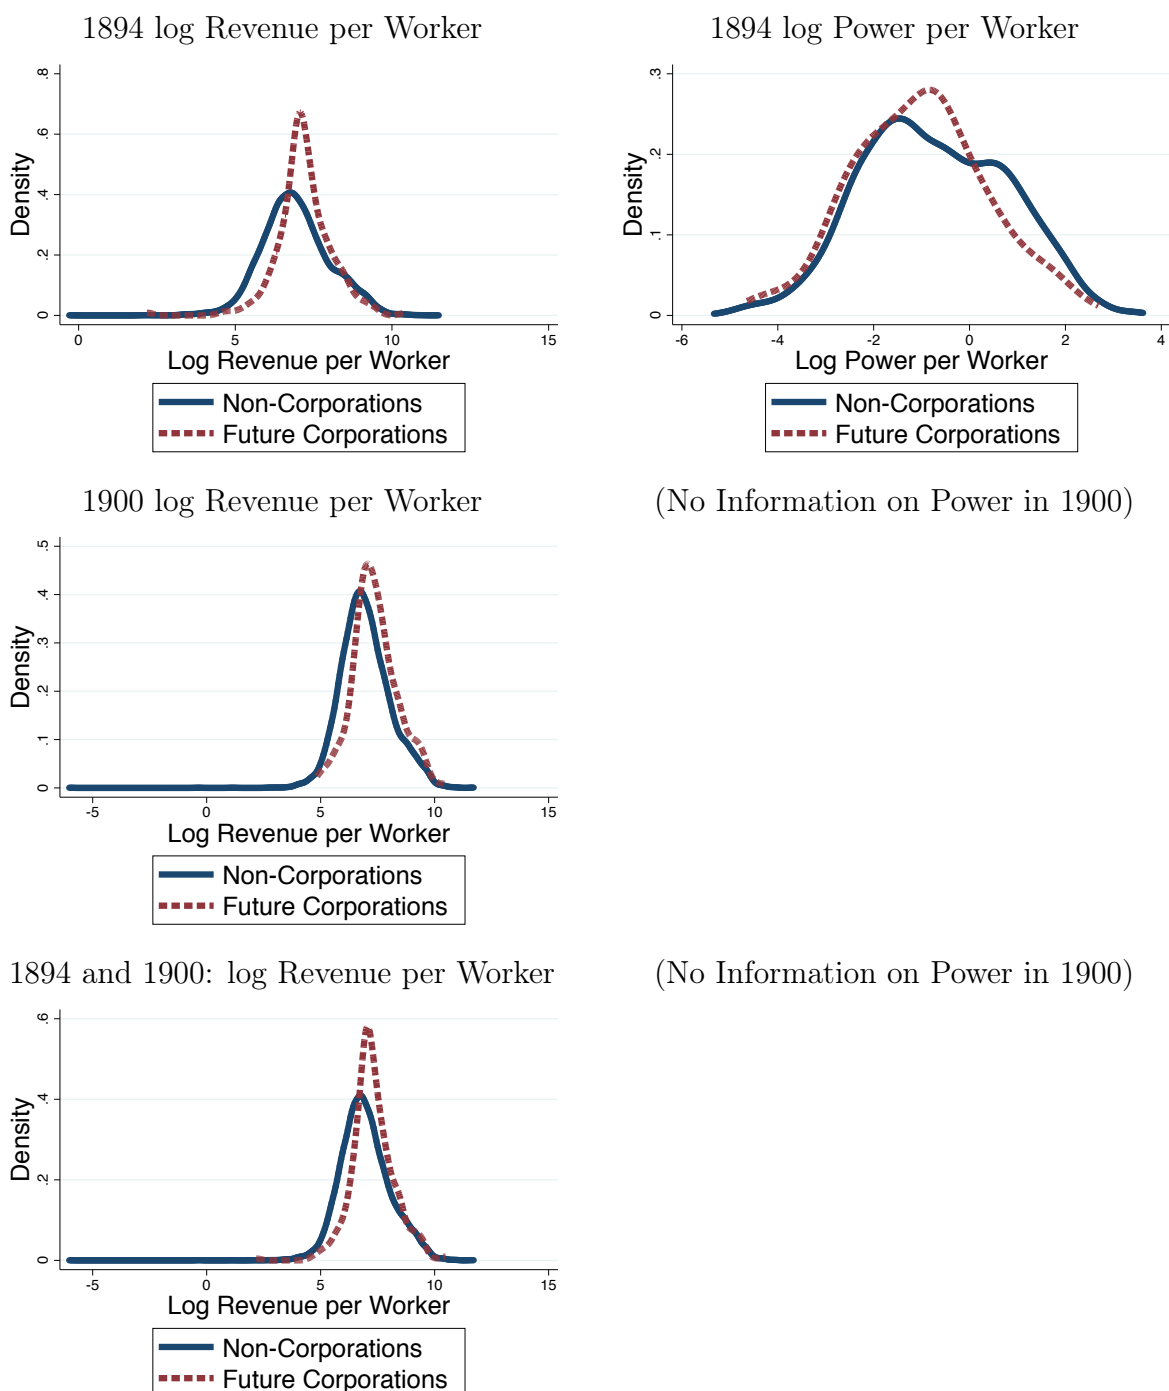 1894 log Revenue per Worker
.8
.6
.4
.2
0
Density
0 5 10 15
Log Revenue per Worker
Non-Corporations
Future Corporations
1894 log Power per Worker
.3
.2
.1
0
Density
-6 -4 -2 0 2 4
Log Power per Worker
Non-Corporations
Future Corporations
1900 log Revenue per Worker
.5
.4
.3
.2
.1
0
Density
-5 0 5 10 15
Log Revenue per Worker
Non-Corporations
Future Corporations
(No Information on Power in 1900)
1894 and 1900: log Revenue per Worker
.6
.4
.2
0
Density
-5 0 5 10 15
Log Revenue per Worker
Non-Corporations
Future Corporations
(No Information on Power in 1900)